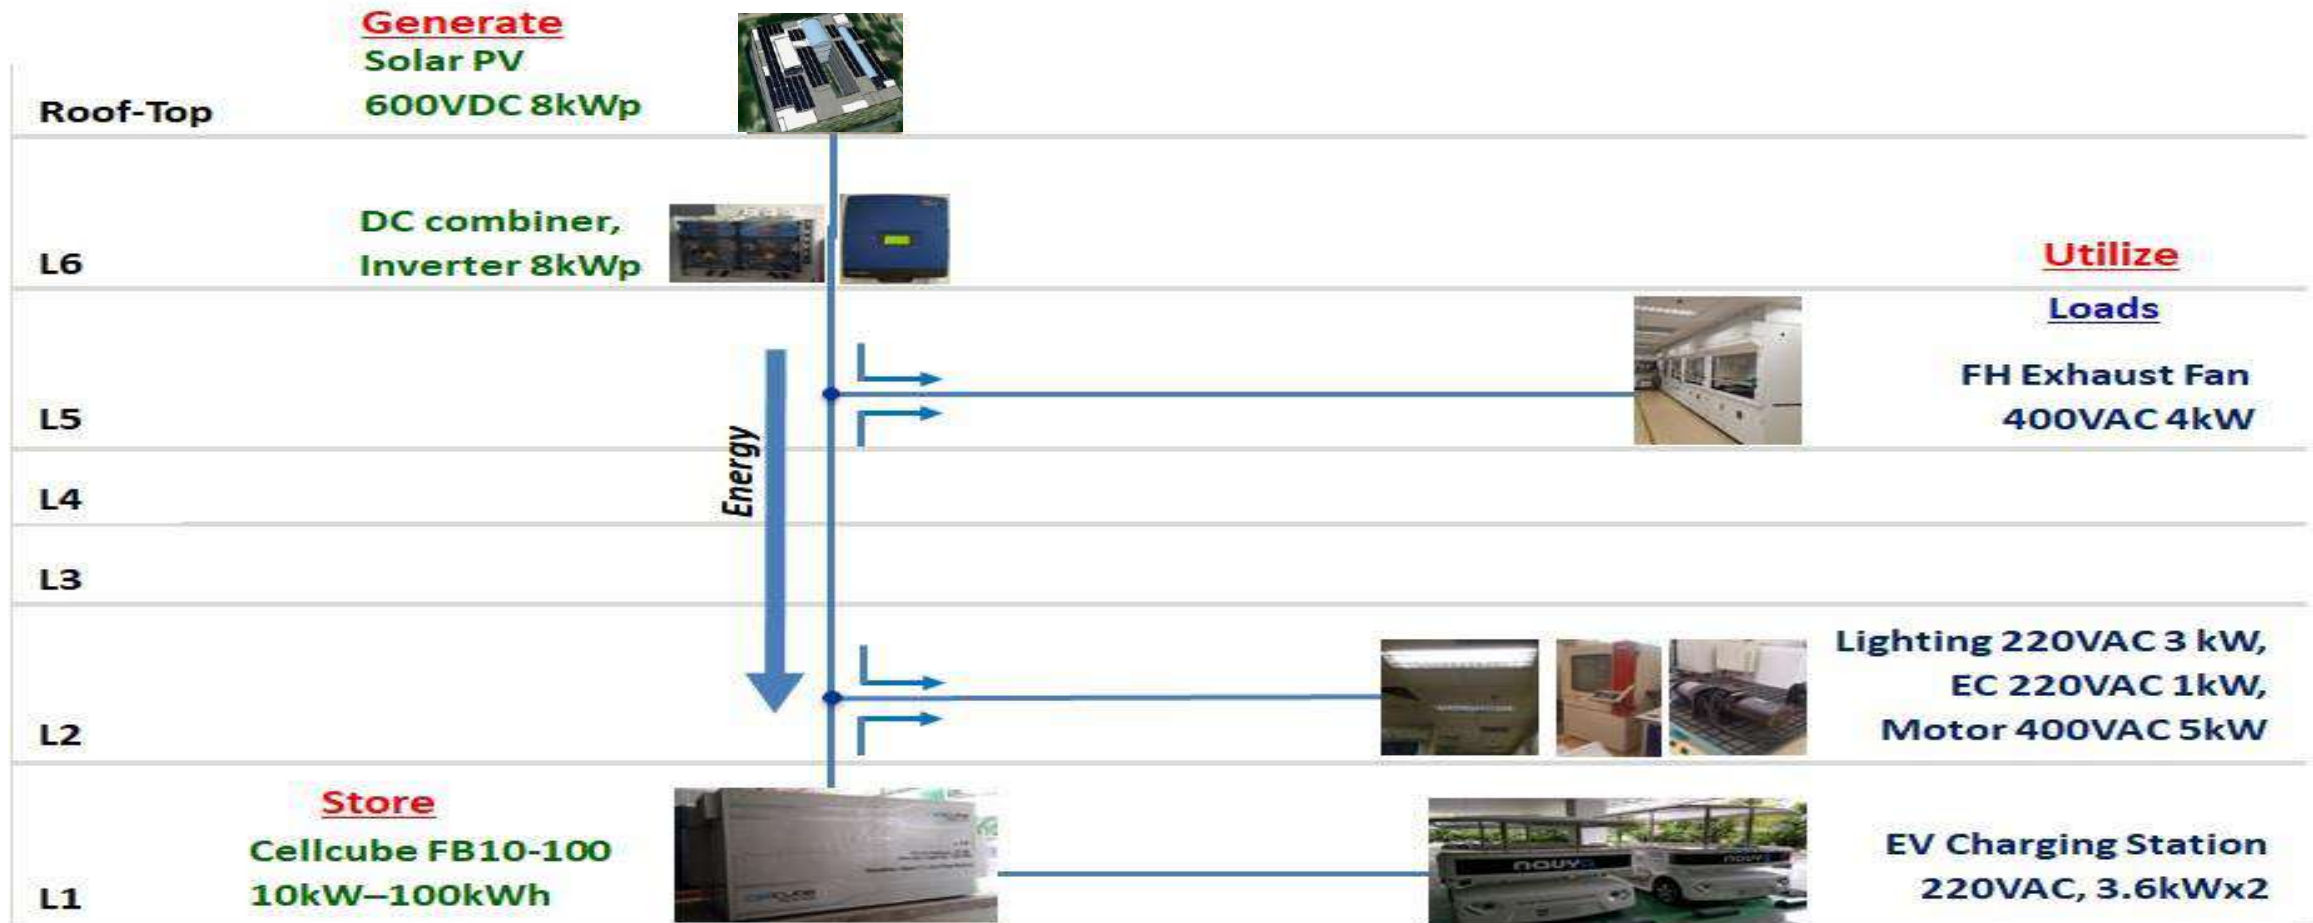 Generate
Solar PV
600VDC 8kWp
Roof-Top
DC combiner,
Inverter 8kWp
L6
Utilize
Loads
FH Exhaust Fan
400VAC 4kW
L5
Energy
L4
L3
Lighting 220VAC 3 kW,
EC 220VAC 1kW,
Motor 400VAC 5kW
L2
Store
Cellcube FB10-100
10kW–100kWh
L1
EV Charging Station
220VAC, 3.6kWx2